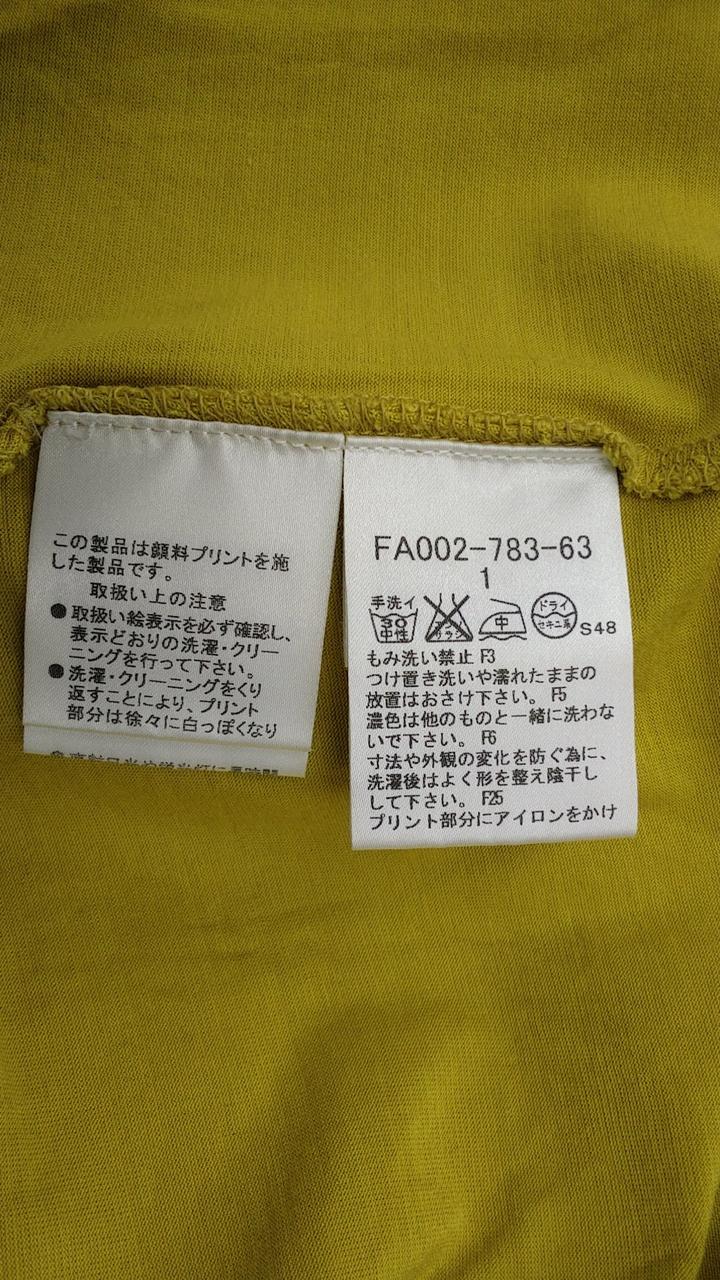 この製品は顔料プリントを施
した製品です。
取扱い上の注意
●取扱い絵表示を必ず確認し、
表示どおりの洗濯・クリー
ニングを行って下さい。
●洗濯・クリーニングをくり
返すことにより、プリント
部分は徐々に白っぽくなり
FA002-783-63
1
手洗イ
30
中性
エンソ
サラシ
中
ドライ
セキユ系
S48
もみ洗い禁止 F3
つけ置き洗いや濡れたままの
放置はおさけ下さい。 F5
濃色は他のものと一緒に洗わな
いで下さい。 F6
寸法や外観の変化を防ぐ為に、
洗濯後はよく形を整え陰干し
して下さい。 F25
プリント部分にアイロンをかけ